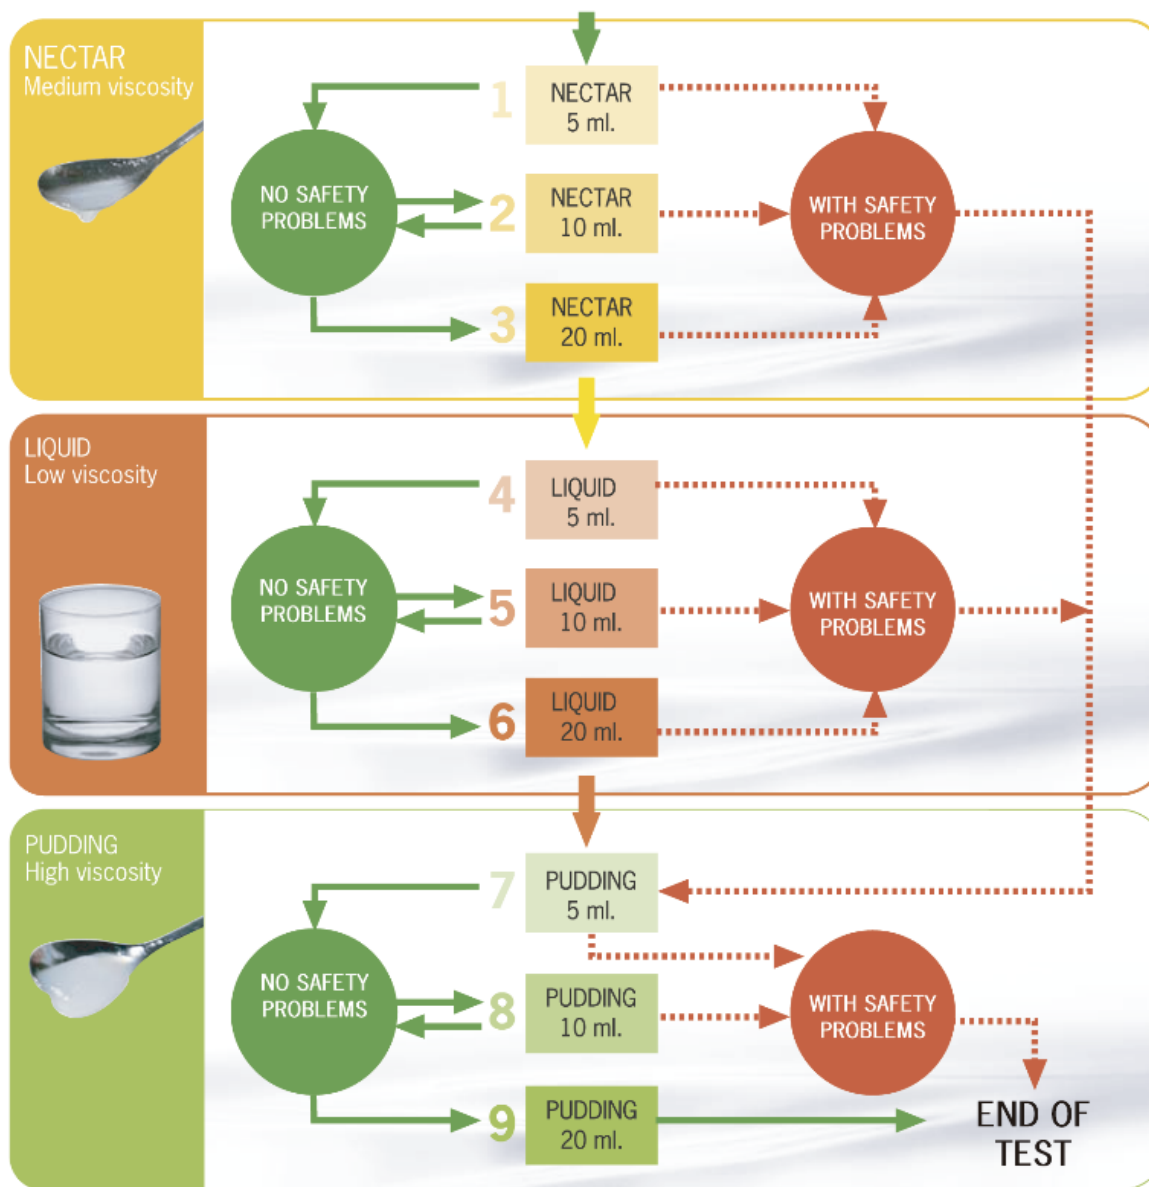 NECTAR
Medium viscosity
1
NECTAR
5 ml.
NO SAFETY
PROBLEMS
2
NECTAR
10 ml.
WITH SAFETY
PROBLEMS
3
NECTAR
20 ml.
LIQUID
Low viscosity
4
LIQUID
5 ml.
NO SAFETY
PROBLEMS
5
LIQUID
10 ml.
WITH SAFETY
PROBLEMS
6
LIQUID
20 ml.
PUDDING
High viscosity
7
PUDDING
5 ml.
NO SAFETY
PROBLEMS
8
PUDDING
10 ml.
WITH SAFETY
PROBLEMS
9
PUDDING
20 ml.
END OF
TEST